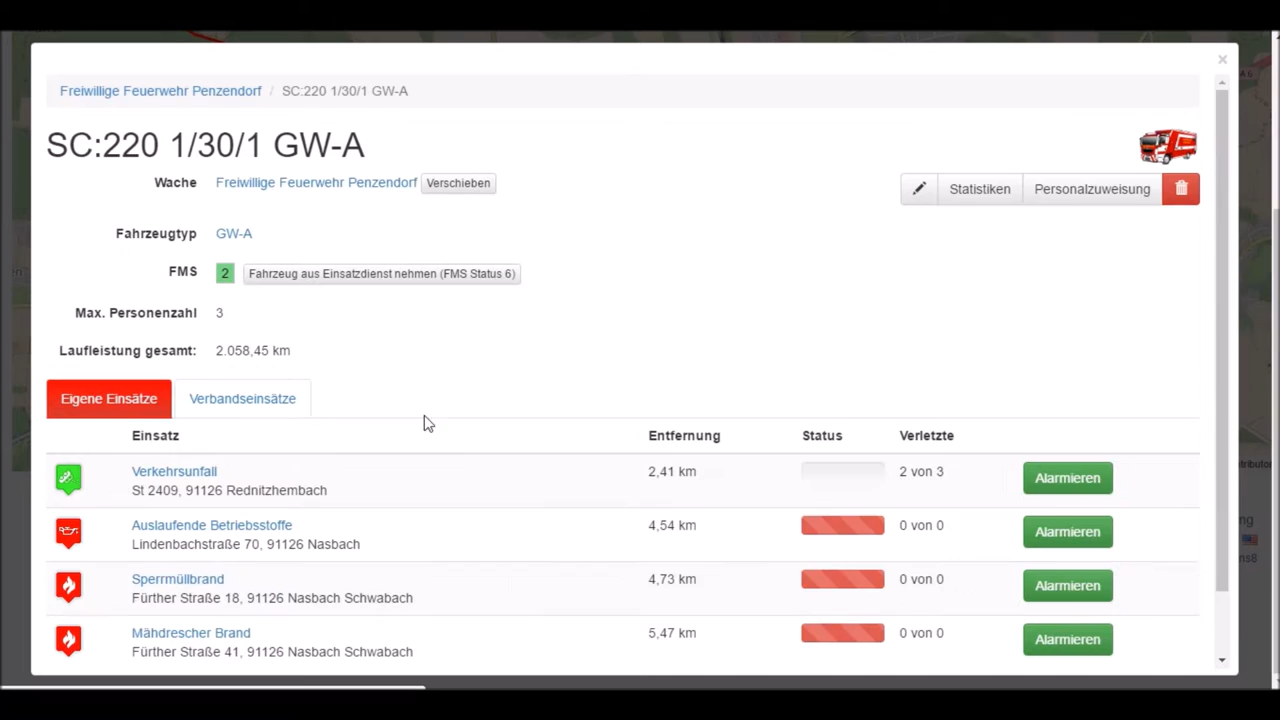 ×
A 6
Freiwillige Feuerwehr Penzendorf / SC:220 1/30/1 GW-A
SC:220 1/30/1 GW-A
Wache Freiwillige Feuerwehr Penzendorf Verschieben
Statistiken Personalzuweisung
Fahrzeugtyp GW-A
FMS 2 Fahrzeug aus Einsatzdienst nehmen (FMS Status 6)
Max. Personenzahl 3
Laufleistung gesamt: 2.058,45 km
Eigene Einsätze Verbandseinsätze
Einsatz Entfernung Status Verletzte
Verkehrsunfall 2,41 km 2 von 3 Alarmieren
St 2409, 91126 Rednitzhembach
Auslaufende Betriebsstoffe 4,54 km 0 von 0 Alarmieren
Lindenbachstraße 70, 91126 Nasbach
Sperrmüllbrand 4,73 km 0 von 0 Alarmieren
Fürther Straße 18, 91126 Nasbach Schwabach
Mähdrescher Brand 5,47 km 0 von 0 Alarmieren
Fürther Straße 41, 91126 Nasbach Schwabach